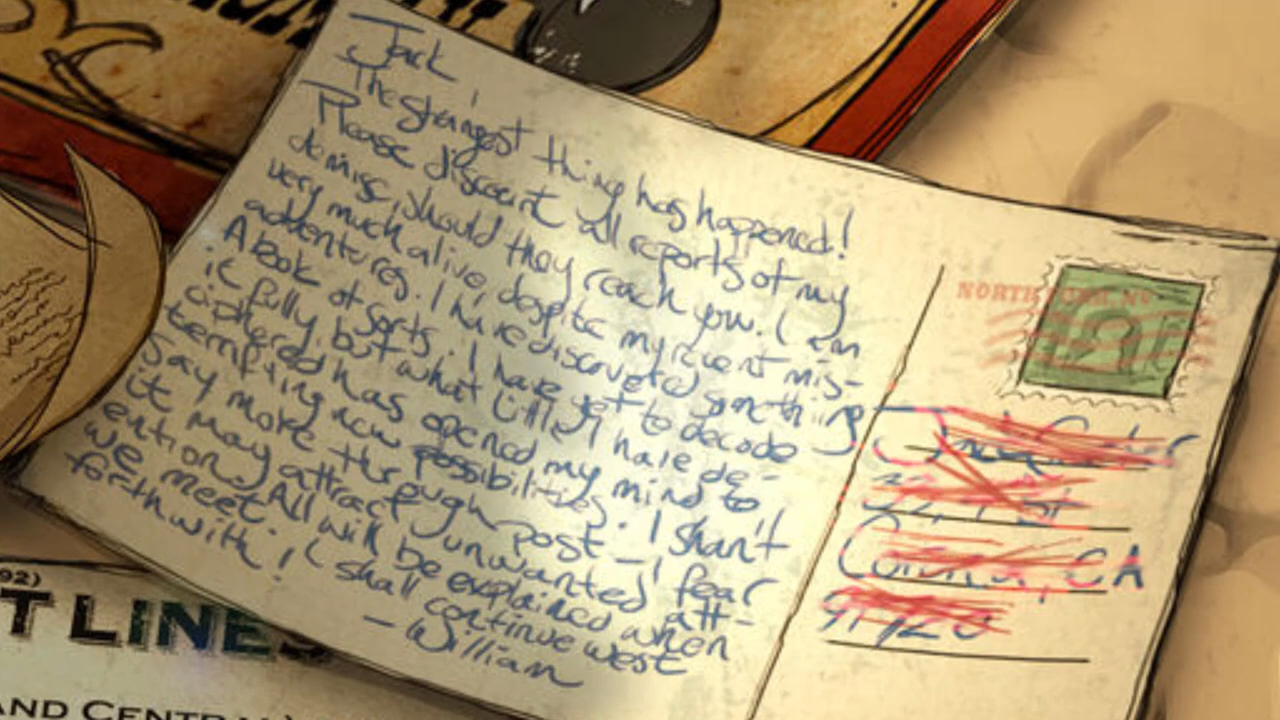 Jack
The strangest thing has happened!
Please discount all reports of my
demise, should they reach you. I am
very much alive despite my recent mis-
adventures. I have discovered something
A Book of sorts. I have yet to decode
it fully, but what little I have de-
ciphered has opened my mind to
terrifying new possibilities. I shan't
say more through post — I fear
it may attract unwanted att-
ention. All will be explained when
we meet. I shall continue west
forthwith!
— William
NORTH
CA
92)
T LINES
AND CENTRAL